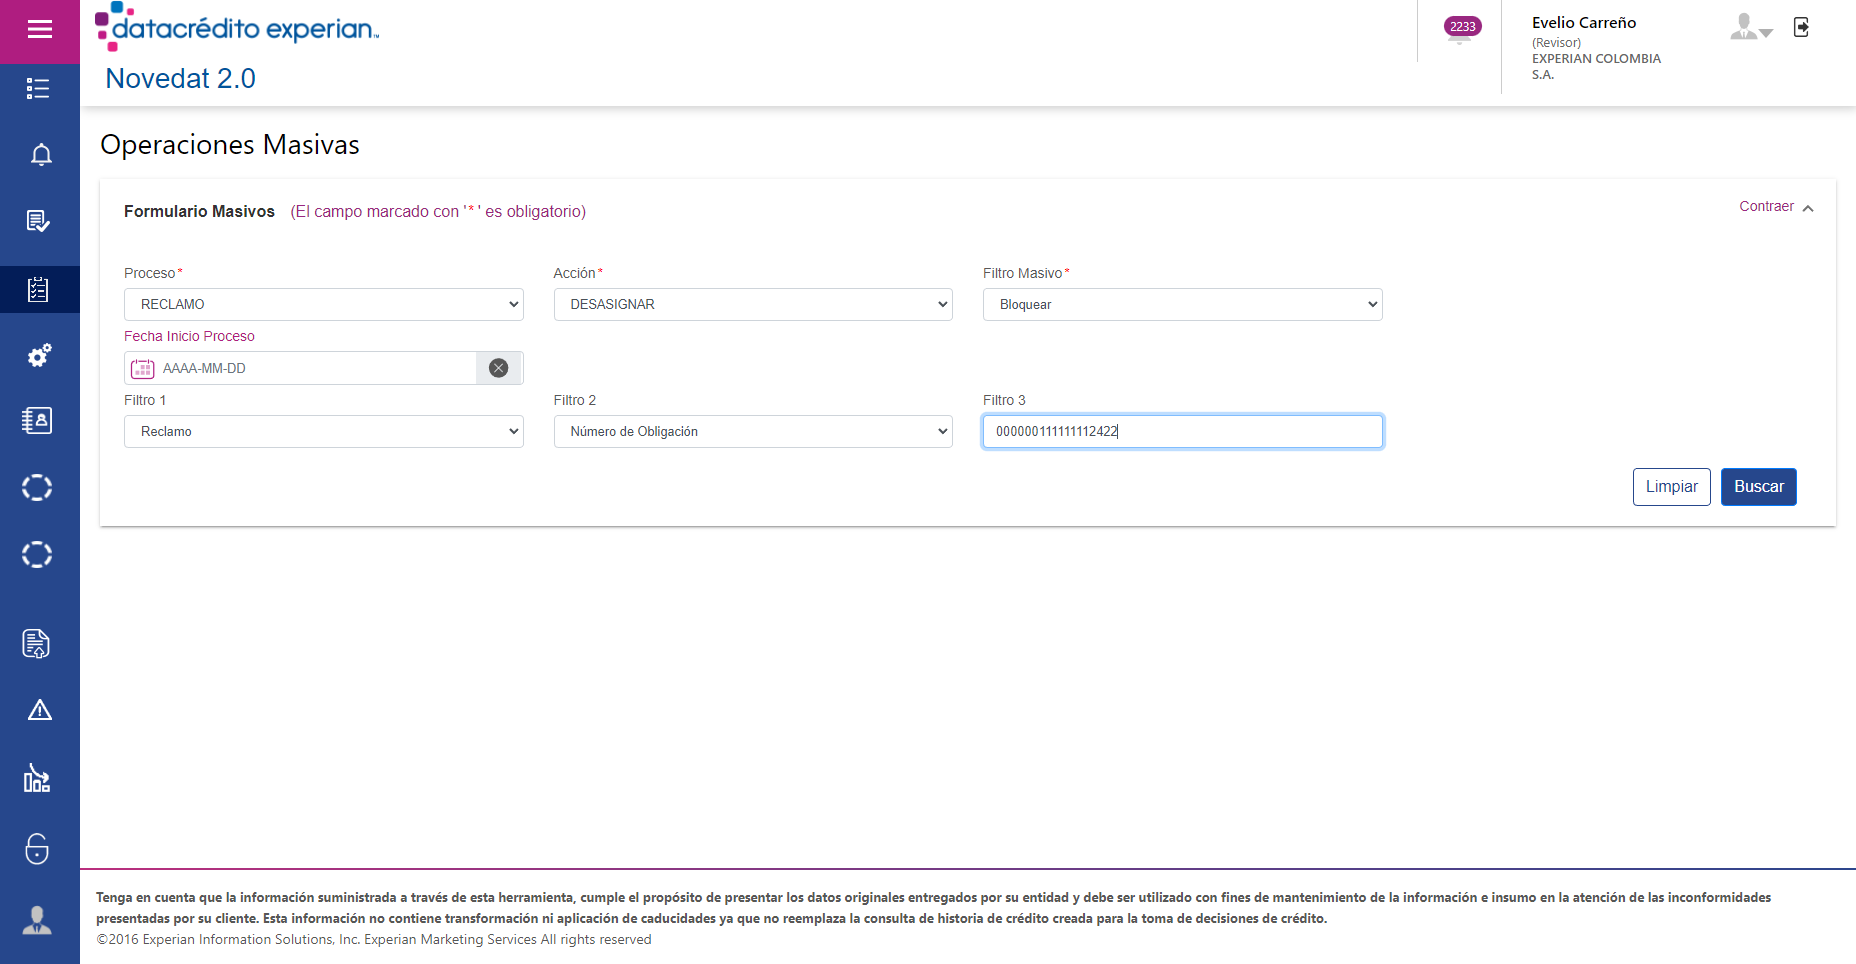 datacrédito experian™
Novedat 2.0
2233
Evelio Carreño
(Revisor)
EXPERIAN COLOMBIA
S.A.
Operaciones Masivas
Formulario Masivos (El campo marcado con '*' es obligatorio)
Contraer
Proceso* Acción* Filtro Masivo*
RECLAMO DESASIGNAR Bloquear
Fecha Inicio Proceso
AAAA-MM-DD
Filtro 1 Filtro 2 Filtro 3
Reclamo Número de Obligación 000000111111112422
Limpiar Buscar
Tenga en cuenta que la información suministrada a través de esta herramienta, cumple el propósito de presentar los datos originales entregados por su entidad y debe ser utilizado con fines de mantenimiento de la información e insumo en la atención de las inconformidades
presentadas por su cliente. Esta información no contiene transformación ni aplicación de caducidades ya que no reemplaza la consulta de historia de crédito creada para la toma de decisiones de crédito.
©2016 Experian Information Solutions, Inc. Experian Marketing Services All rights reserved